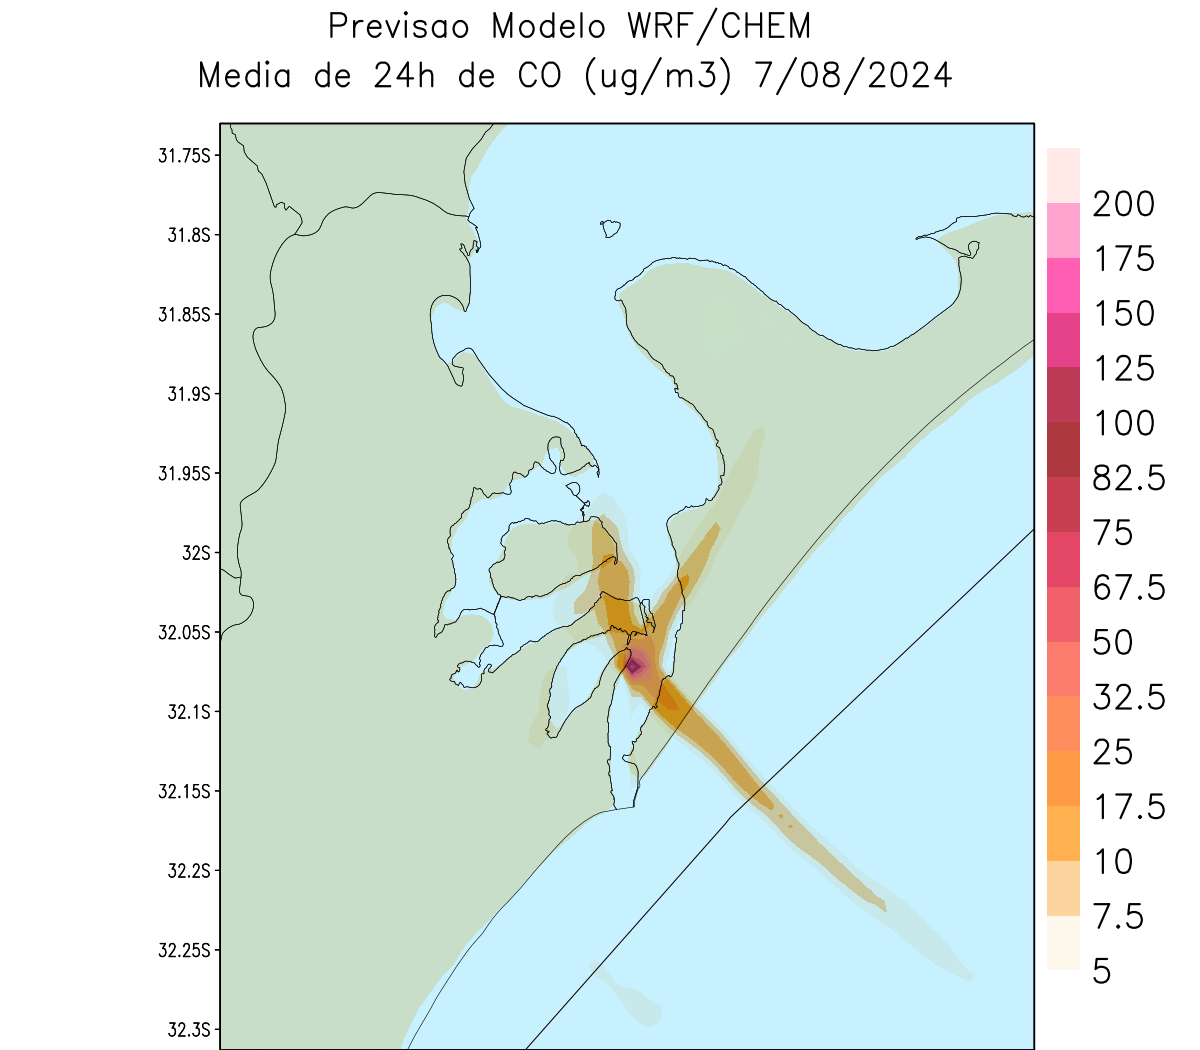 Previsao Modelo WRF/CHEM
Media de 24h de CO (ug/m3) 7/08/2024
31.75S
31.8S
31.85S
31.9S
31.95S
32S
32.05S
32.1S
32.15S
32.2S
32.25S
32.3S
200
175
150
125
100
82.5
75
67.5
50
32.5
25
17.5
10
7.5
5